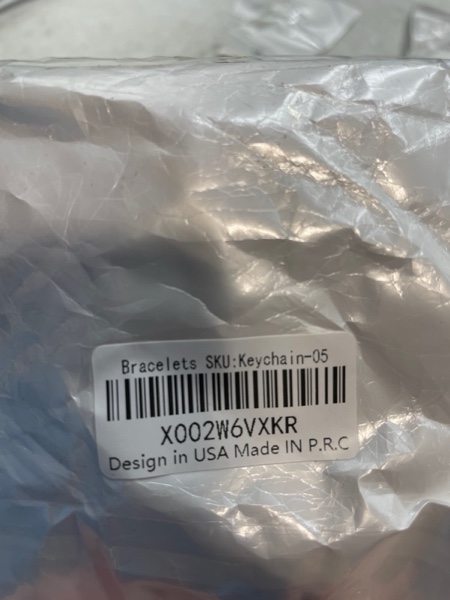 Bracelets SKU:Keychain-05
X002W6VXKR
Design in USA Made IN P.R.C